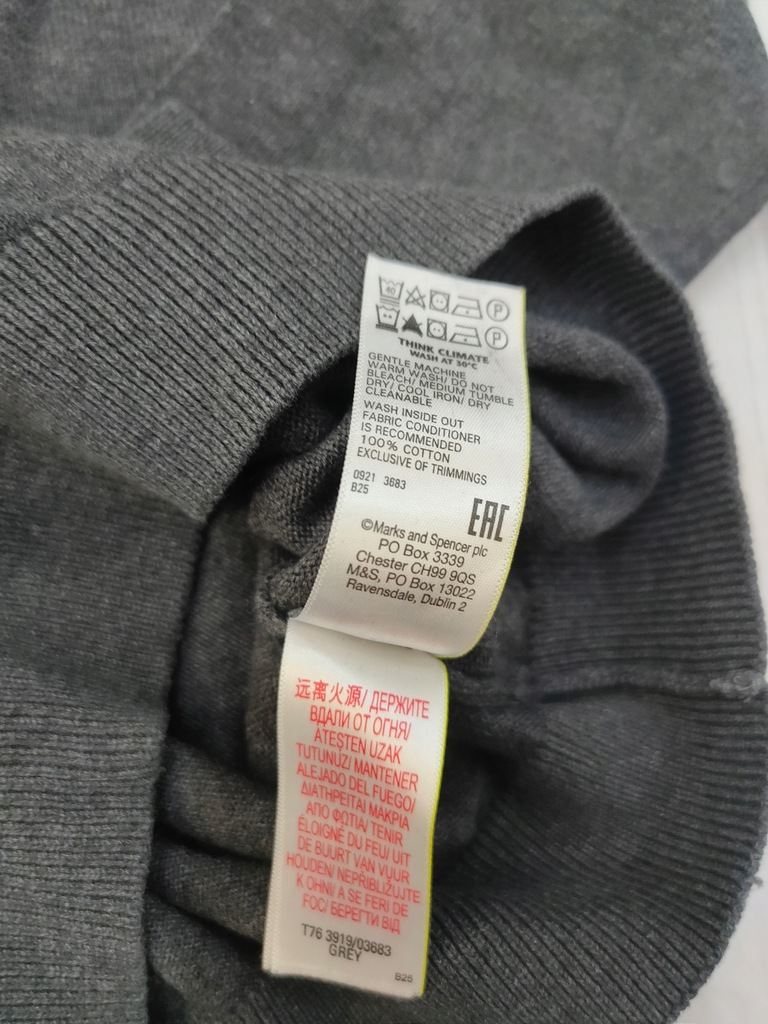 40
P
P
THINK CLIMATE
WASH AT 30°C
GENTLE MACHINE
WARM WASH/ DO NOT
BLEACH/ MEDIUM TUMBLE
DRY/ COOL IRON/ DRY
CLEANABLE
WASH INSIDE OUT
FABRIC CONDITIONER
IS RECOMMENDED
100% COTTON
EXCLUSIVE OF TRIMMINGS
0921 3683
B25
EAC
©Marks and Spencer plc
PO Box 3339
Chester CH99 9QS
M&S, PO Box 13022
Ravensdale, Dublin 2
远离火源/ ДЕРЖИТЕ
ВДАЛИ ОТ ОГНЯ/
ATEŞTEN UZAK
TUTUNUZ/ MANTENER
ALEJADO DEL FUEGO/
ΔΙΑΤΗΡΕΙΤΑΙ ΜΑΚΡΙΑ
ΑΠΟ ΦΩΤΙΑ/ TENIR
ÉLOIGNÉ DU FEU/ UIT
DE BUURT VAN VUUR
HOUDEN/ NEPŘIBLIŽUJTE
K OHNI/ A SE FERI DE
FOC/ БЕРЕГТИ ВІД
T76 3919/03683
GREY
B25